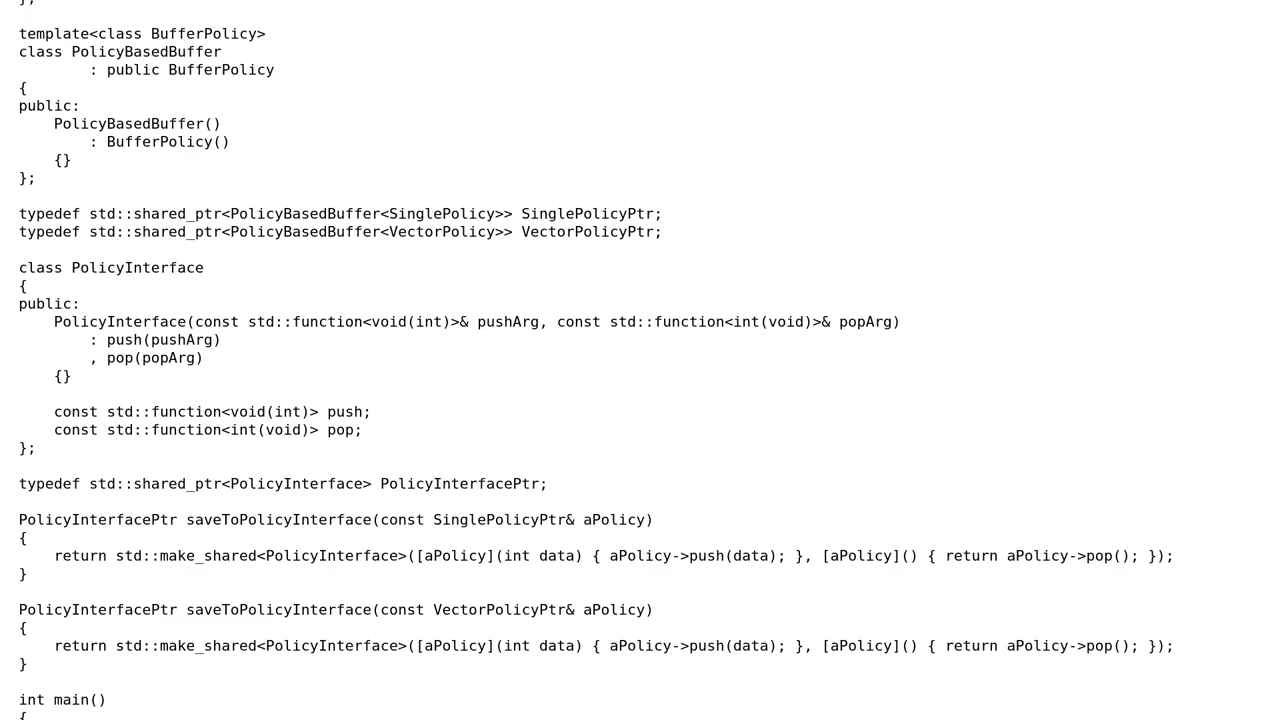 };
template<class BufferPolicy>
class PolicyBasedBuffer
        : public BufferPolicy
{
public:
    PolicyBasedBuffer()
        : BufferPolicy()
    {}
};
typedef std::shared_ptr<PolicyBasedBuffer<SinglePolicy>> SinglePolicyPtr;
typedef std::shared_ptr<PolicyBasedBuffer<VectorPolicy>> VectorPolicyPtr;
class PolicyInterface
{
public:
    PolicyInterface(const std::function<void(int)>& pushArg, const std::function<int(void)>& popArg)
        : push(pushArg)
        , pop(popArg)
    {}
    const std::function<void(int)> push;
    const std::function<int(void)> pop;
};
typedef std::shared_ptr<PolicyInterface> PolicyInterfacePtr;
PolicyInterfacePtr saveToPolicyInterface(const SinglePolicyPtr& aPolicy)
{
    return std::make_shared<PolicyInterface>([aPolicy](int data) { aPolicy->push(data); }, [aPolicy]() { return aPolicy->pop(); });
}
PolicyInterfacePtr saveToPolicyInterface(const VectorPolicyPtr& aPolicy)
{
    return std::make_shared<PolicyInterface>([aPolicy](int data) { aPolicy->push(data); }, [aPolicy]() { return aPolicy->pop(); });
}
int main()
{